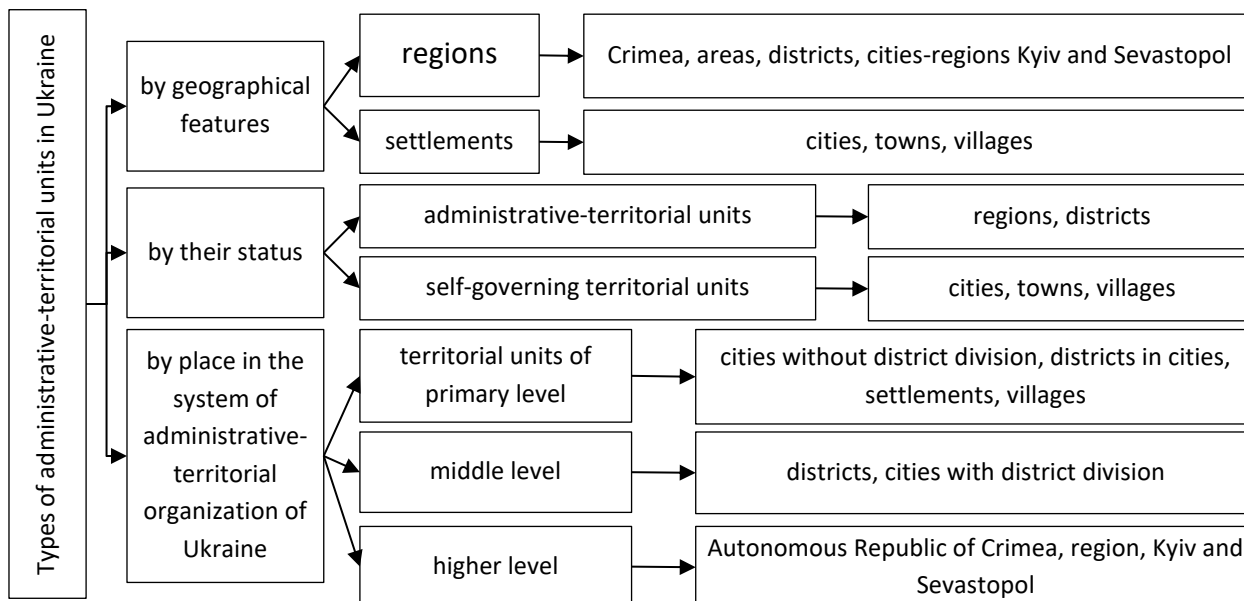 Types of administrative-territorial units in Ukraine
by geographical
features
regions
Crimea, areas, districts, cities-regions Kyiv and Sevastopol
settlements
cities, towns, villages
by their status
administrative-territorial units
regions, districts
self-governing territorial units
cities, towns, villages
by place in the
system of
administrative-
territorial
organization of
Ukraine
territorial units of
primary level
cities without district division, districts in cities,
settlements, villages
middle level
districts, cities with district division
higher level
Autonomous Republic of Crimea, region, Kyiv and
Sevastopol